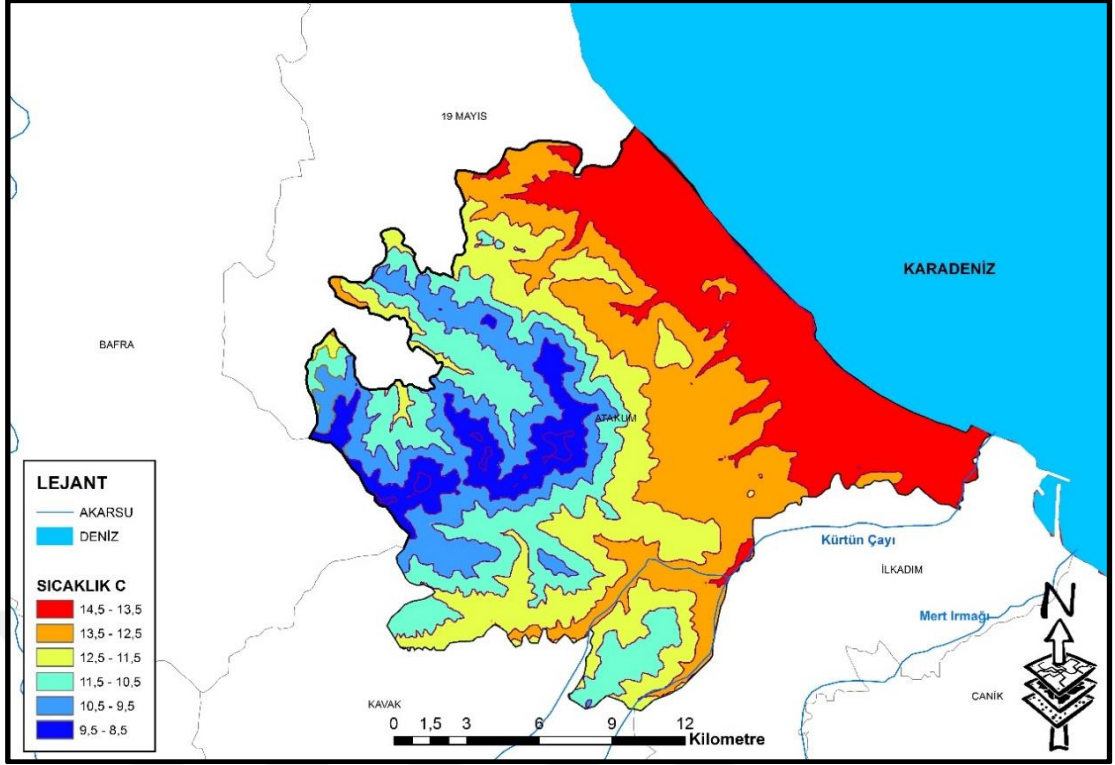 19 MAYIS
KARADENİZ
BAFRA
ATAKUM
LEJANT
AKARSU
DENİZ
SICAKLIK C
14,5 - 13,5
13,5 - 12,5
12,5 - 11,5
11,5 - 10,5
10,5 - 9,5
9,5 - 8,5
Kürtün Çayı
İLKADIM
Mert Irmağı
N
CANİK
KAVAK
0 1,5 3 6 9 12
Kilometre